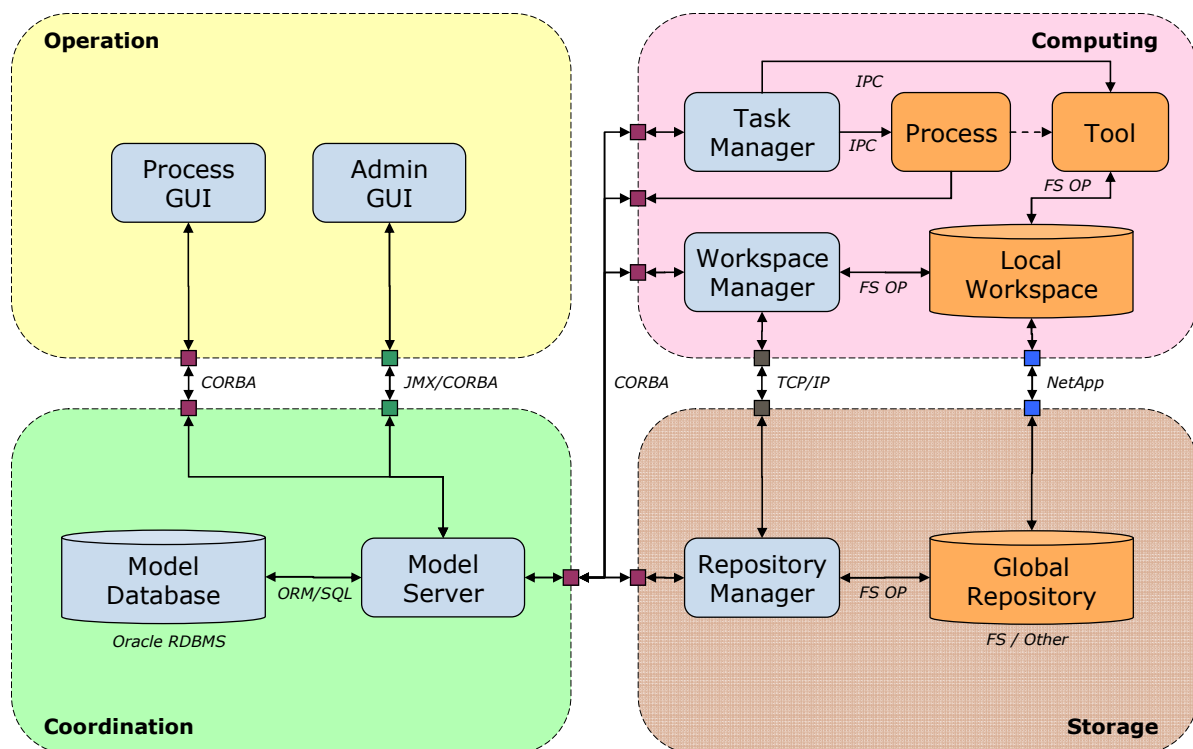 Operation
Process
GUI
Admin
GUI
CORBA
JMX/CORBA
Computing
IPC
Task
Manager
IPC
Process
Tool
FS OP
Workspace
Manager
FS OP
Local
Workspace
CORBA
TCP/IP
NetApp
Model
Database
ORM/SQL
Model
Server
Oracle RDBMS
Coordination
Repository
Manager
FS OP
Global
Repository
FS / Other
Storage